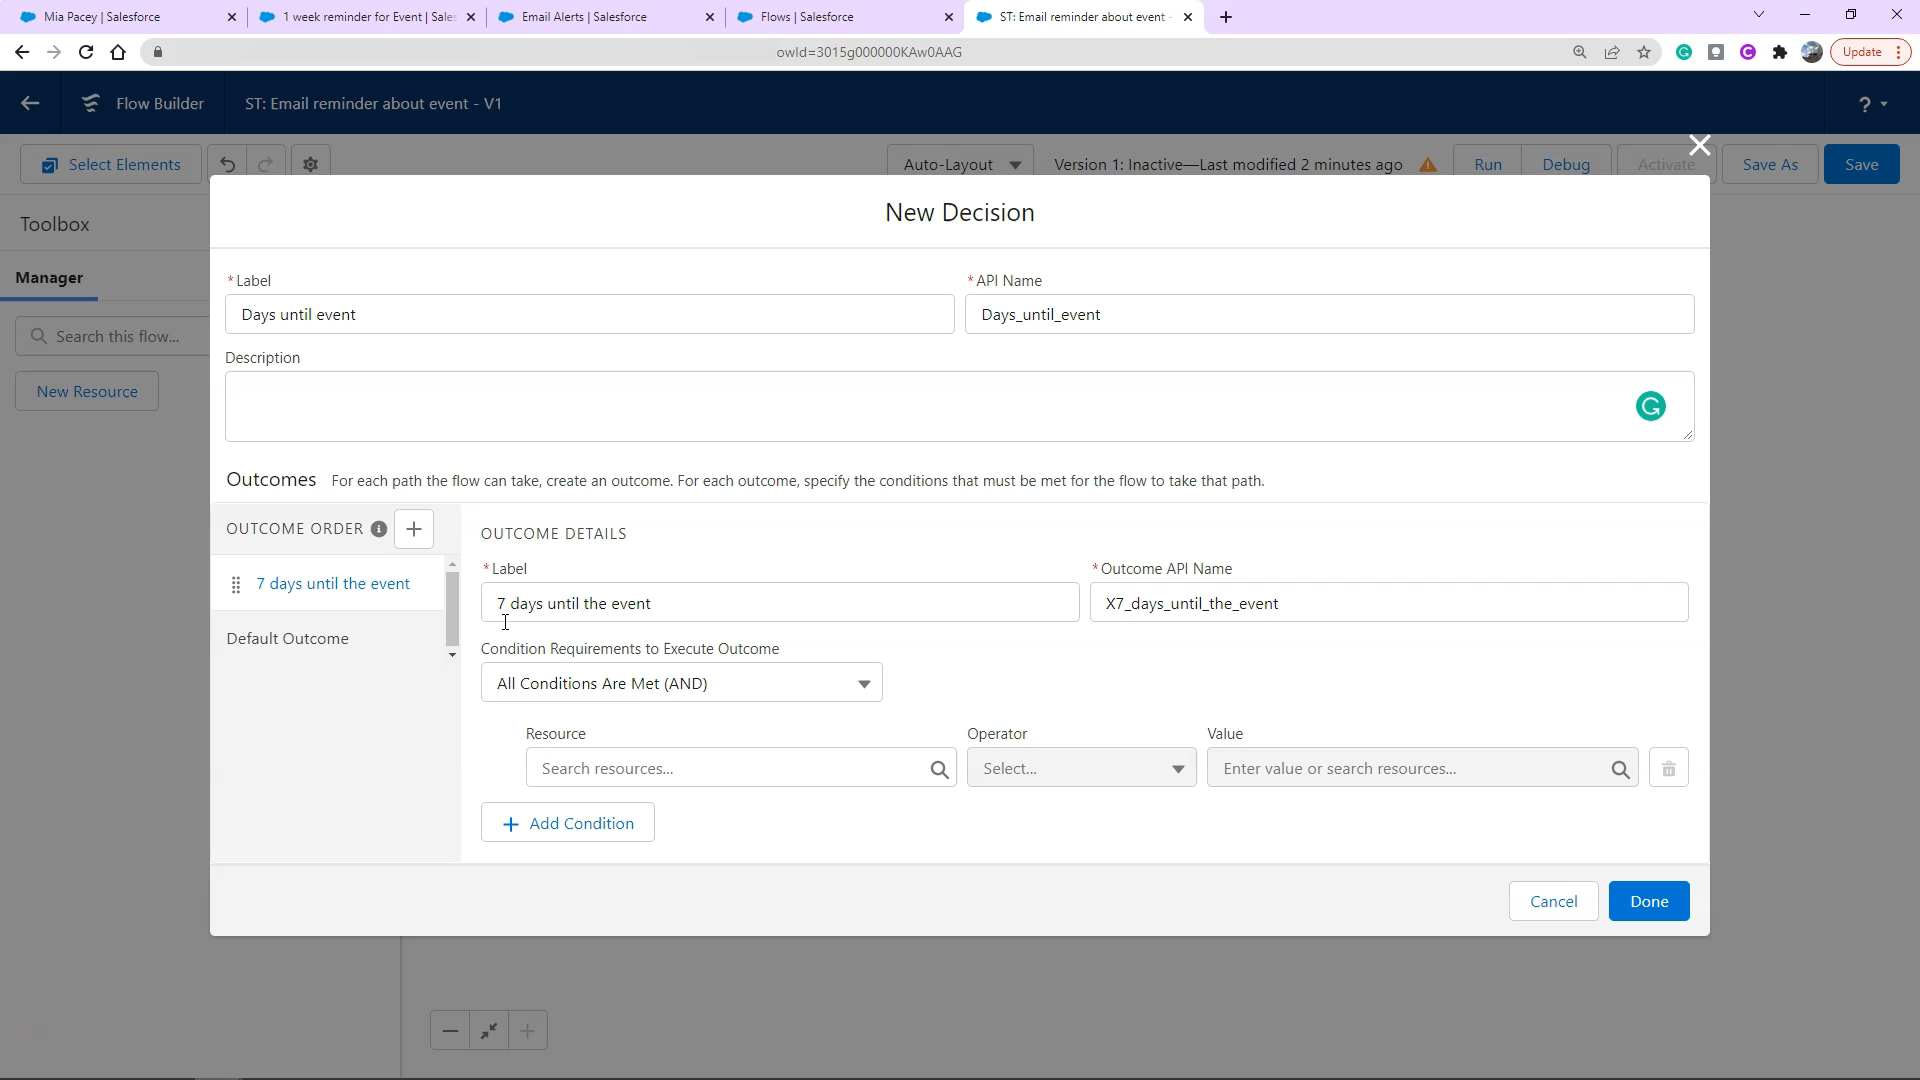 Mia Pacey | Salesforce
1 week reminder for Event | Sales
Email Alerts | Salesforce
Flows | Salesforce
ST: Email reminder about event -
owId=3015g000000KAw0AAG
Update
Flow Builder
ST: Email reminder about event - V1
?
Select Elements
Auto-Layout
Version 1: Inactive—Last modified 2 minutes ago
Run
Debug
Activate
Save As
Save
Toolbox
Manager
Search this flow...
New Resource
New Decision
* Label
* API Name
Days until event
Days_until_event
Description
Outcomes For each path the flow can take, create an outcome. For each outcome, specify the conditions that must be met for the flow to take that path.
OUTCOME ORDER
7 days until the event
Default Outcome
OUTCOME DETAILS
* Label
* Outcome API Name
7 days until the event
X7_days_until_the_event
Condition Requirements to Execute Outcome
All Conditions Are Met (AND)
Resource
Operator
Value
Search resources...
Select...
Enter value or search resources...
+ Add Condition
Cancel
Done